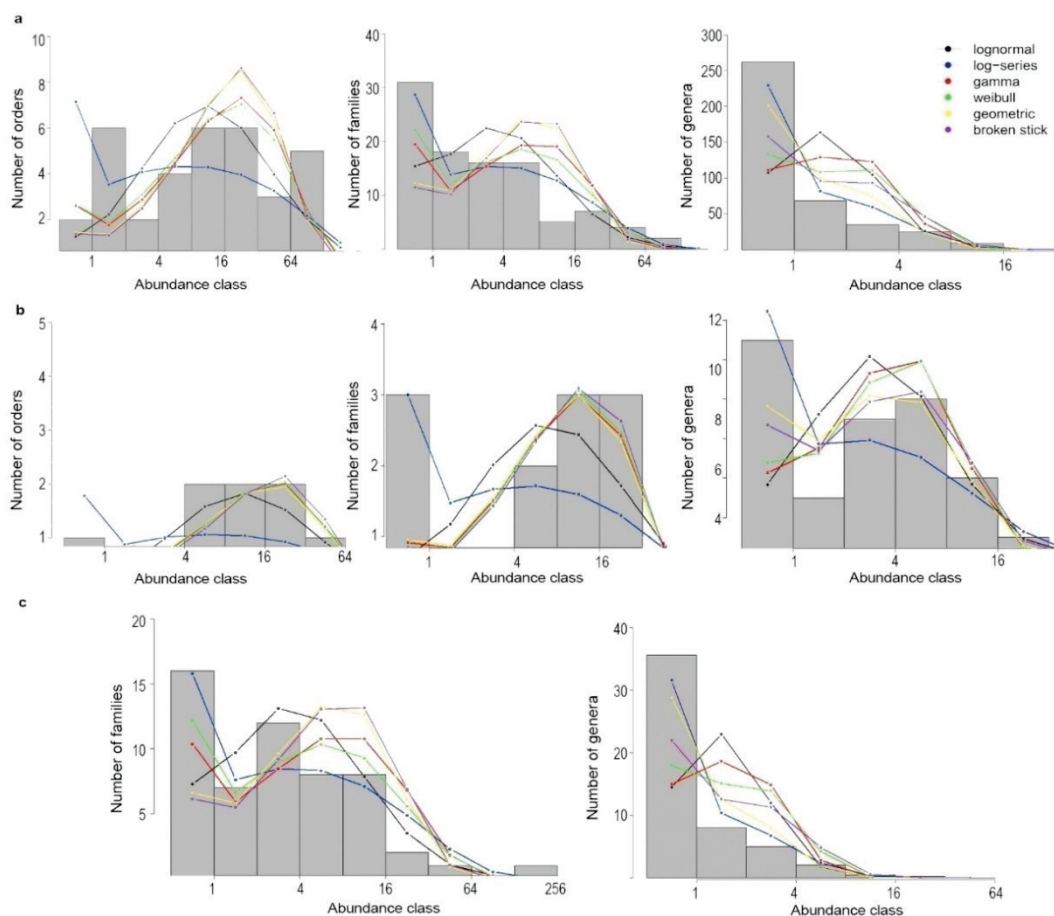 a
Number of orders
10
8
6
4
2
1
4
16
64
Abundance class
Number of families
40
30
20
10
1
4
16
64
Abundance class
Number of genera
300
250
200
150
100
50
1
4
16
Abundance class
lognormal
log−series
gamma
weibull
geometric
broken stick
b
Number of orders
5
4
3
2
1
1
4
16
64
Abundance class
Number of families
4
3
2
1
1
4
16
Abundance class
Number of genera
12
8
6
4
1
4
16
Abundance class
c
Number of families
20
15
10
5
1
4
16
64
256
Abundance class
Number of genera
40
30
20
10
1
4
16
64
Abundance class